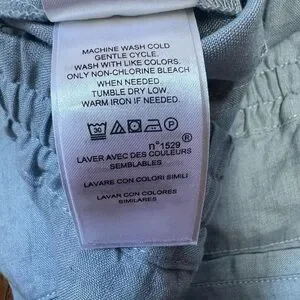 MACHINE WASH COLD
GENTLE CYCLE.
WASH WITH LIKE COLORS.
ONLY NON-CHLORINE BLEACH
WHEN NEEDED.
TUMBLE DRY LOW.
WARM IRON IF NEEDED.
30 P
n°1529 ®
LAVER AVEC DES COULEURS
SEMBLABLES
LAVARE CON COLORI SIMILI
LAVAR CON COLORES
SIMILARES